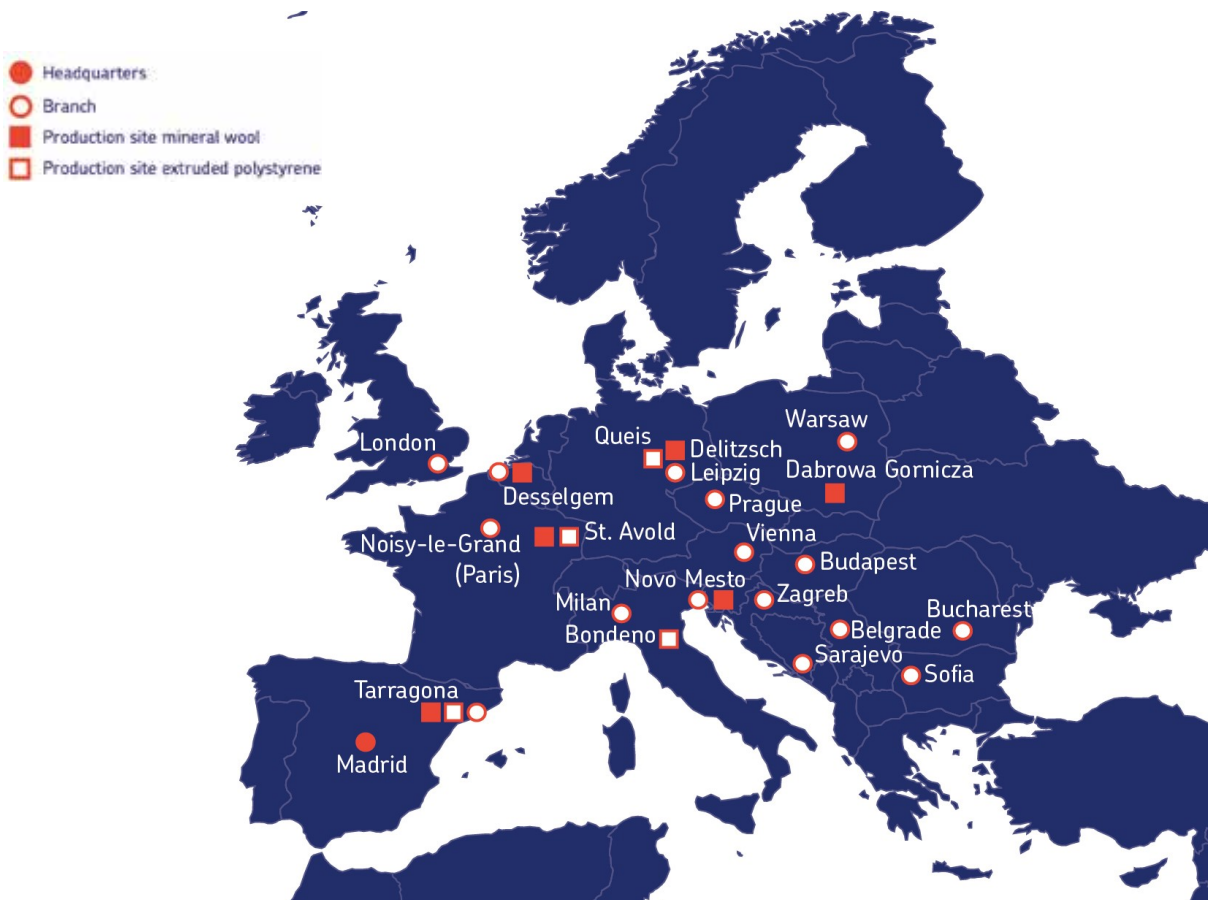 Headquarters
Branch
Production site mineral wool
Production site extruded polystyrene
Warsaw
London
Queis
Delitzsch
Leipzig
Dabrowa Gornicza
Desselgem
Prague
St. Avold
Vienna
Noisy-le-Grand
(Paris)
Budapest
Novo Mesto
Zagreb
Milan
Bucharest
Bondeno
Belgrade
Sarajevo
Sofia
Tarragona
Madrid